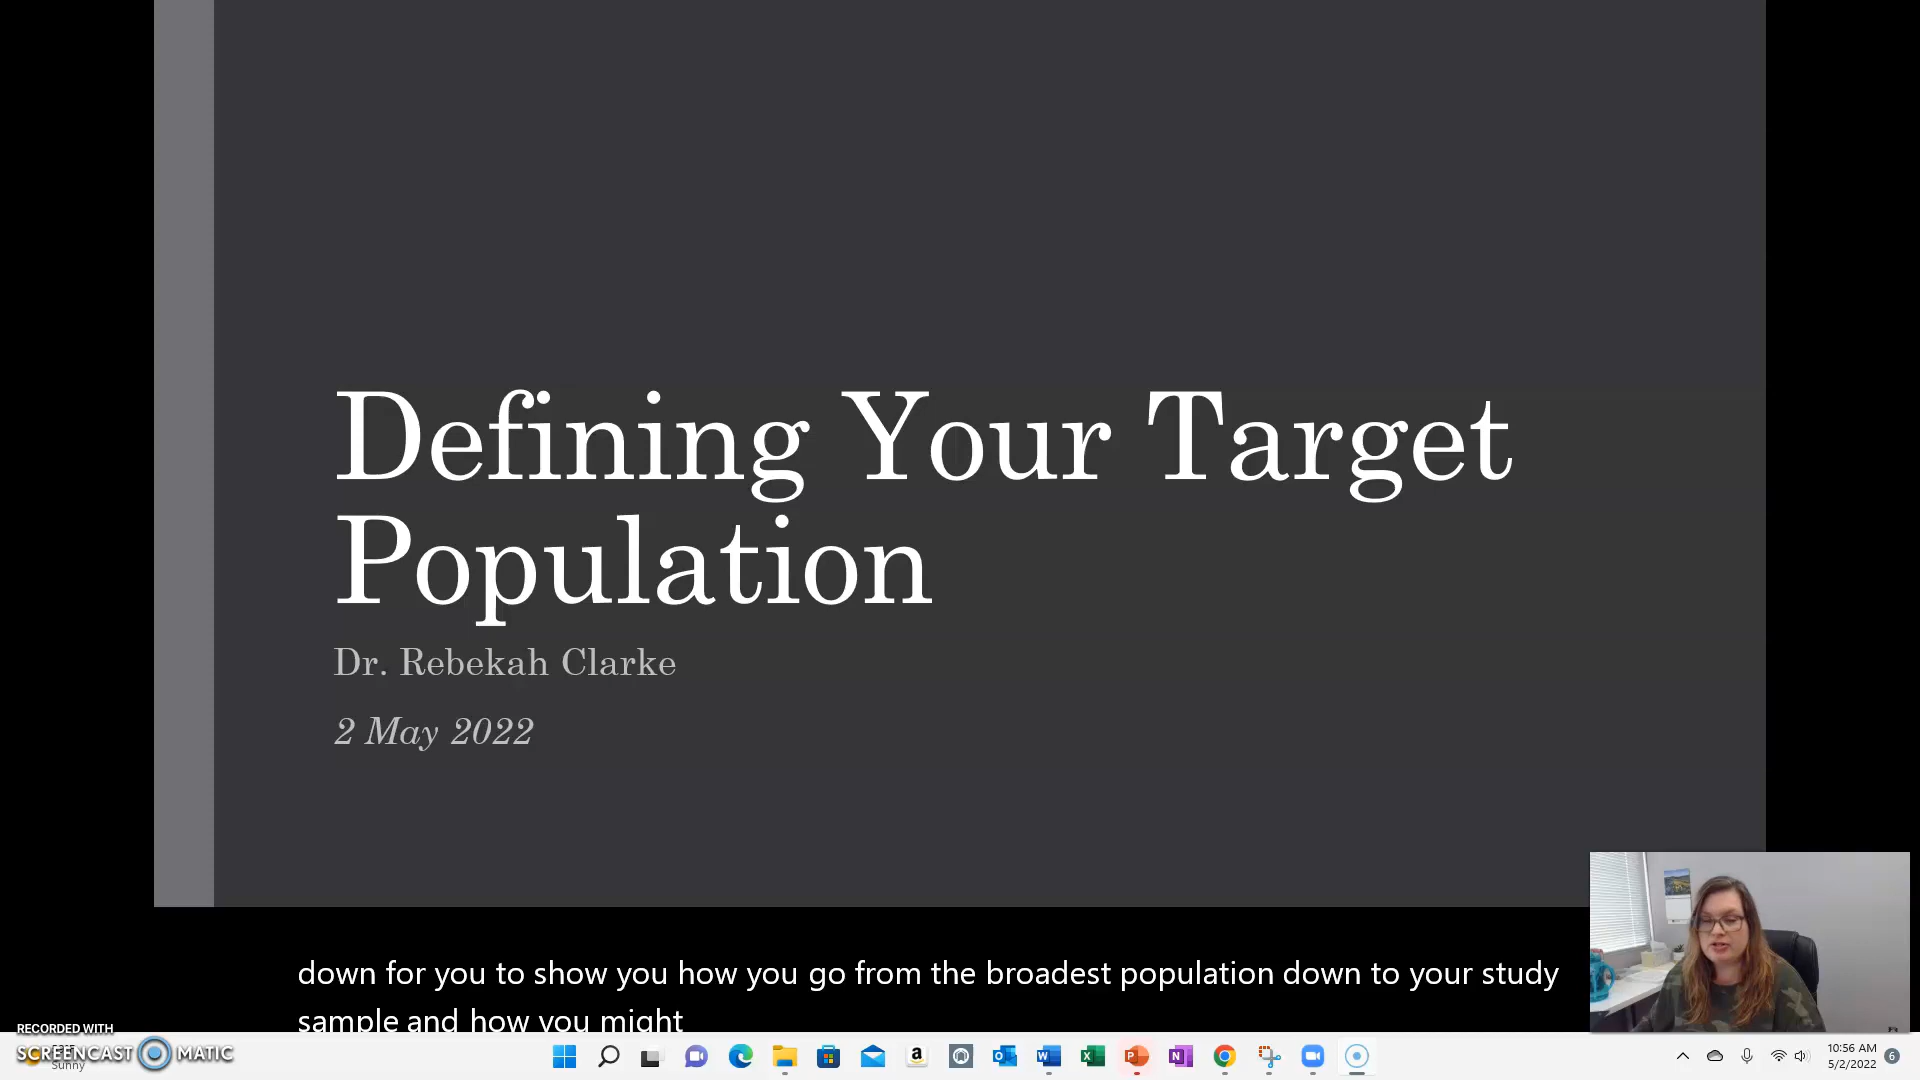 Defining Your Target
Population
Dr. Rebekah Clarke
2 May 2022
down for you to show you how you go from the broadest population down to your study
sample and how you might
RECORDED WITH
SCREENCAST MATIC
Sunny
10:56 AM
5/2/2022
6